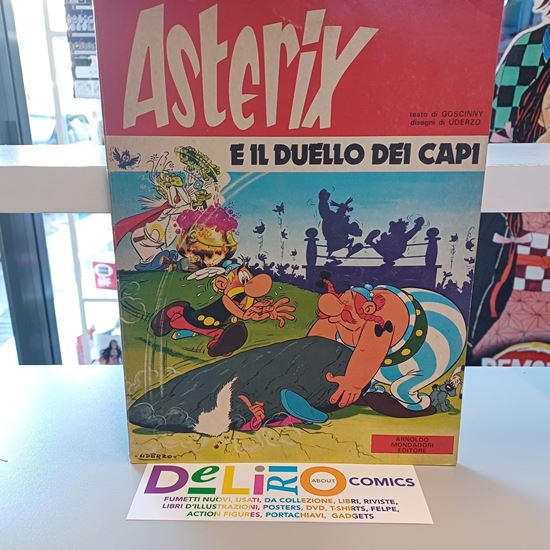 Asterix
testo di GOSCINNY
disegni di UDERZO
E IL DUELLO DEI CAPI
-UDERZO-
ARNOLDO
MONDADORI
EDITORE
DeLiRiO
ABOUT
COMICS
FUMETTI NUOVI, USATI, DA COLLEZIONE, LIBRI, RIVISTE,
LIBRI D'ILLUSTRAZIONI, POSTERS, DVD, T-SHIRTS, FELPE,
ACTION FIGURES, PORTACHIAVI, GADGETS